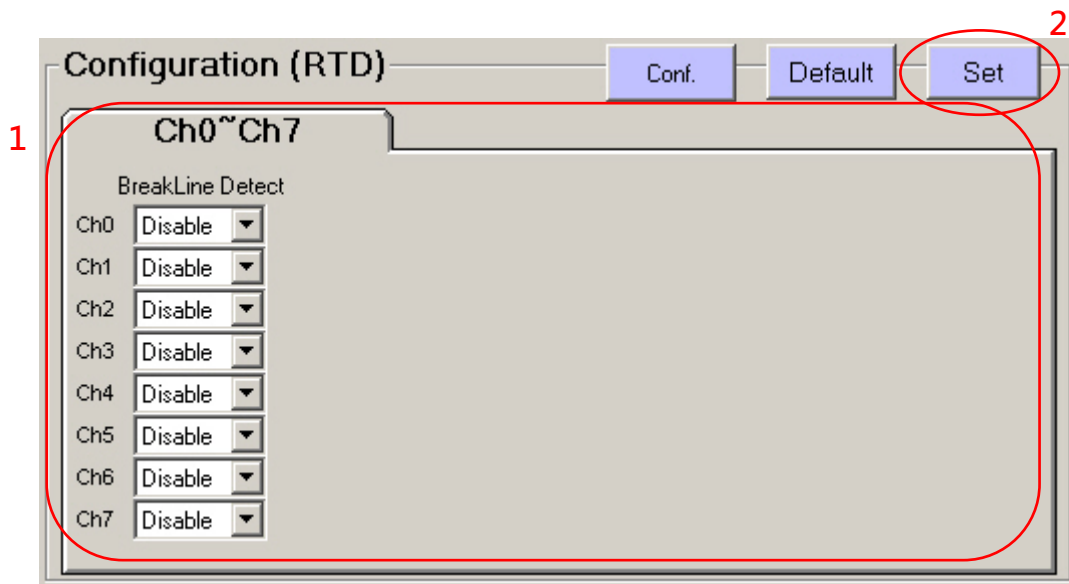 2
Configuration (RTD) Conf. Default Set
1
Ch0~Ch7
BreakLine Detect
Ch0 Disable
Ch1 Disable
Ch2 Disable
Ch3 Disable
Ch4 Disable
Ch5 Disable
Ch6 Disable
Ch7 Disable